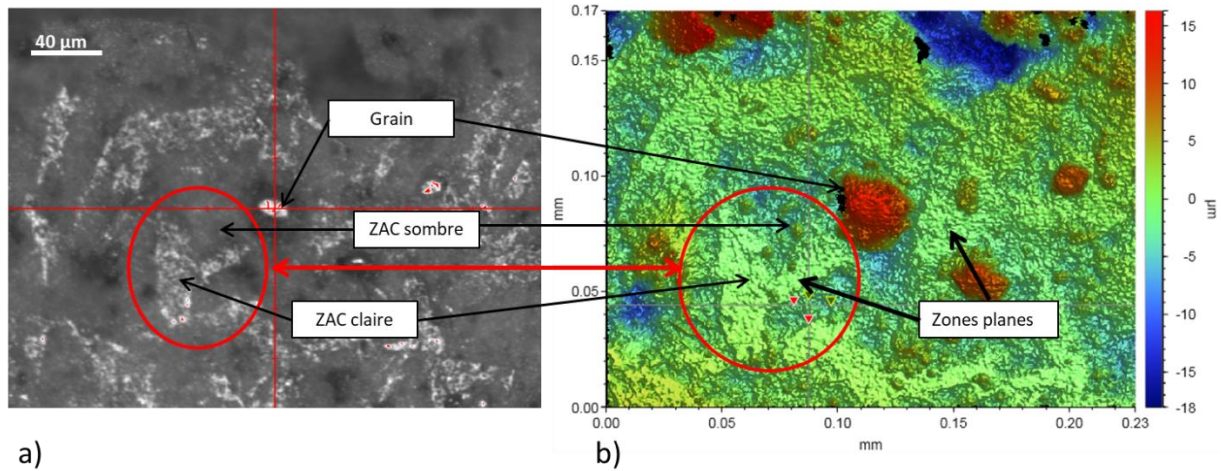 40 µm
Grain
ZAC sombre
ZAC claire
Zones planes
a)
0.17
0.15
0.10
mm
0.05
0.00
0.00
0.05
0.10
0.15
0.20
0.23
mm
16
10
5
0
µm
-5
-10
-18
b)